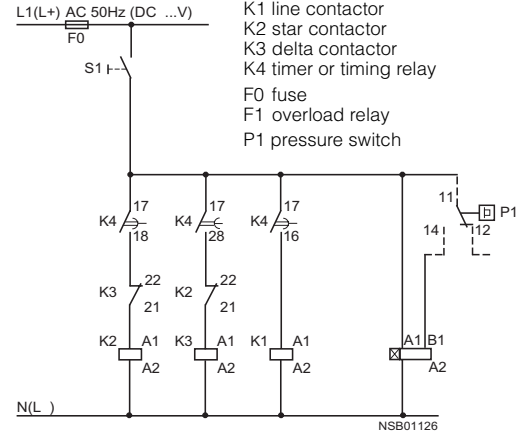 L1(L+) AC 50Hz (DC ...V)
F0
S1
K1 line contactor
K2 star contactor
K3 delta contactor
K4 timer or timing relay
F0 fuse
F1 overload relay
P1 pressure switch
17 17 17 11 P1
K4 K4 K4 14 12
18 28 16
22 22
K3 K2
21 21
K2 A1 K3 A1 K1 A1 A1 B1
A2 A2 A2 A2
N(L )
NSB01126